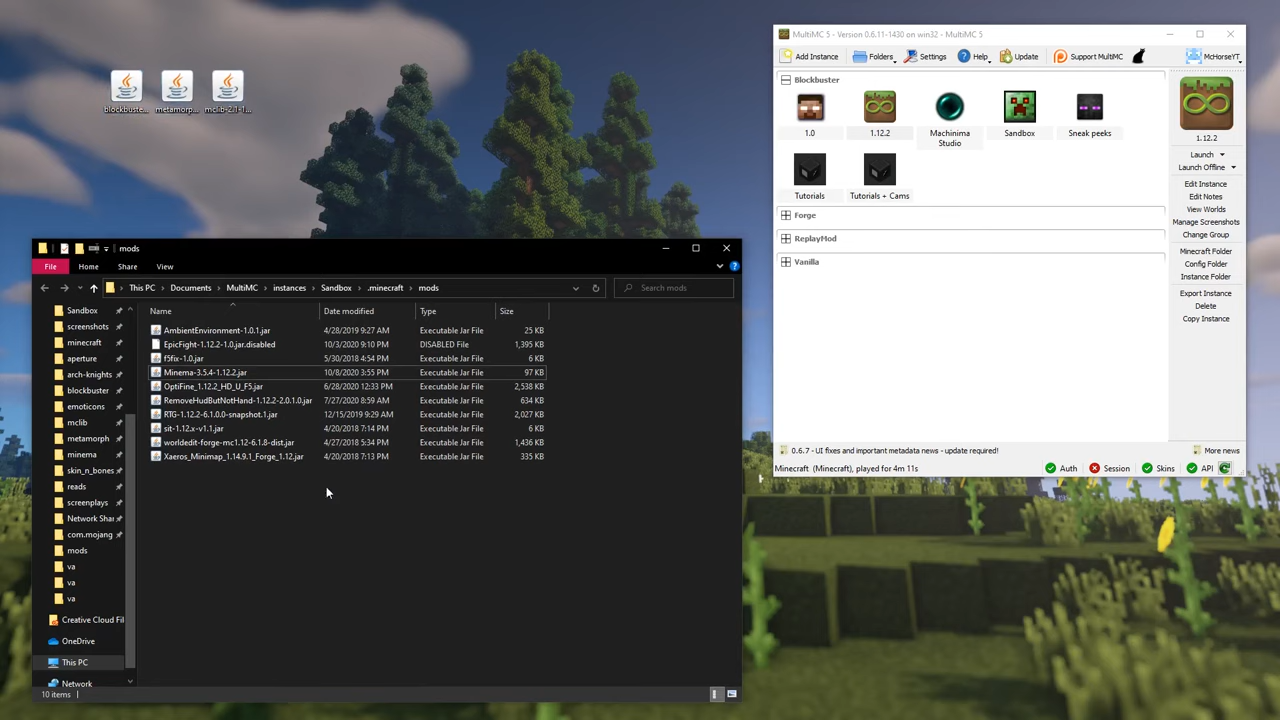 blockbuster... metamorp... mclib-2.1-1...
MultiMC 5 - Version 0.6.11-1430 on win32 - MultiMC 5
Add Instance Folders Settings Help Update Support MultiMC McHorseYT
Blockbuster
1.0 1.12.2 Machinima Studio Sandbox Sneak peeks
Tutorials Tutorials + Cams
Forge
ReplayMod
Vanilla
1.12.2
Launch
Launch Offline
Edit Instance
Edit Notes
View Worlds
Manage Screenshots
Change Group
Minecraft Folder
Config Folder
Instance Folder
Export Instance
Delete
Copy Instance
0.6.7 - UI fixes and important metadata news - update required! More news
Minecraft (Minecraft), played for 4m 11s Auth Session Skins API
mods
File Home Share View
This PC Documents MultiMC instances Sandbox .minecraft mods Search mods
Name Date modified Type Size
Sandbox
screenshots
minecraft
aperture
arch-knights
blockbuster
emoticons
mclib
metamorph
minema
skin_n_bones
reads
screenplays
Network Shar
com.mojang
mods
va
va
va
Creative Cloud Fil
OneDrive
This PC
Network
AmbientEnvironment-1.0.1.jar 4/28/2019 9:27 AM Executable Jar File 25 KB
EpicFight-1.12.2-1.0.jar.disabled 10/3/2020 9:10 PM DISABLED File 1,395 KB
f5fix-1.0.jar 5/30/2018 4:54 PM Executable Jar File 6 KB
Minema-3.5.4-1.12.2.jar 10/8/2020 3:55 PM Executable Jar File 97 KB
OptiFine_1.12.2_HD_U_F5.jar 6/28/2020 12:33 PM Executable Jar File 2,538 KB
RemoveHudButNotHand-1.12.2-2.0.1.0.jar 7/27/2020 8:59 AM Executable Jar File 634 KB
RTG-1.12.2-6.1.0.0-snapshot.1.jar 12/15/2019 9:29 AM Executable Jar File 2,027 KB
sit-1.12.x-v1.1.jar 4/20/2018 7:14 PM Executable Jar File 6 KB
worldedit-forge-mc1.12-6.1.8-dist.jar 4/27/2018 5:34 PM Executable Jar File 1,436 KB
Xaeros_Minimap_1.14.9.1_Forge_1.12.jar 4/20/2018 7:13 PM Executable Jar File 335 KB
10 items